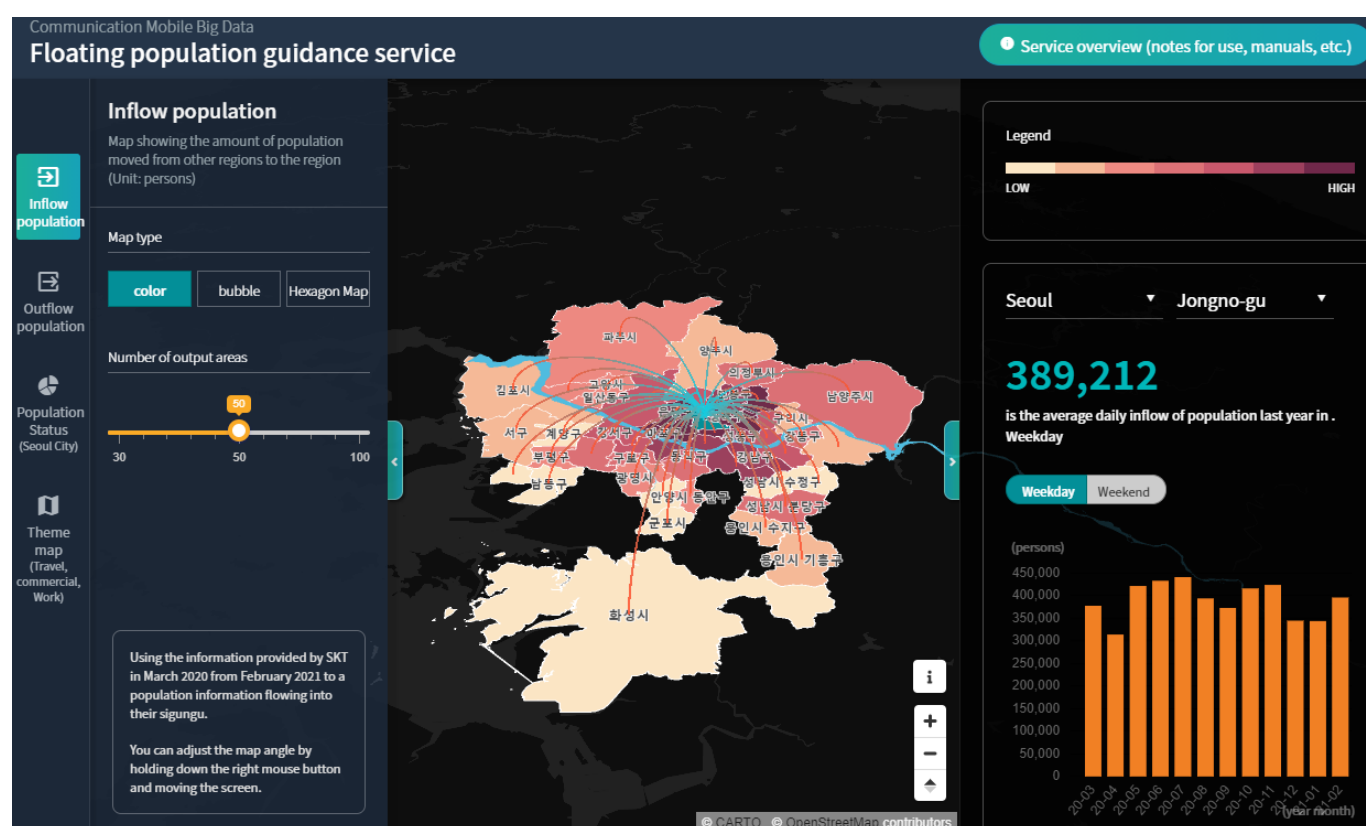 Communication Mobile Big Data
Floating population guidance service
Service overview (notes for use, manuals, etc.)
Inflow
population
Outflow
population
Population
Status
(Seoul City)
Theme
map
(Travel,
commercial,
Work)
Inflow population
Map showing the amount of population
moved from other regions to the region
(Unit: persons)
Map type
color
bubble
Hexagon Map
Number of output areas
50
30
50
100
Using the information provided by SKT
in March 2020 from February 2021 to a
population information flowing into
their sigungu.
You can adjust the map angle by
holding down the right mouse button
and moving the screen.
파주시
양주시
의정부시
김포시
고양시
일산동구
남양주시
구리시
서구
계양구
강서구
강동구
부평구
구로구
동작구
강남구
남동구
광명시
성남시 수정구
안양시 동안구
성남시 분당구
군포시
용인시 수지구
용인시 기흥구
화성시
i
+
−
© CARTO, © OpenStreetMap contributors
Legend
LOW
HIGH
Seoul
Jongno-gu
389,212
is the average daily inflow of population last year in .
Weekday
Weekday
Weekend
(persons)
450,000
400,000
350,000
300,000
250,000
200,000
150,000
100,000
50,000
0
20-03
20-04
20-05
20-06
20-07
20-08
20-09
20-10
20-11
20-12
21-01
21-02
(year month)